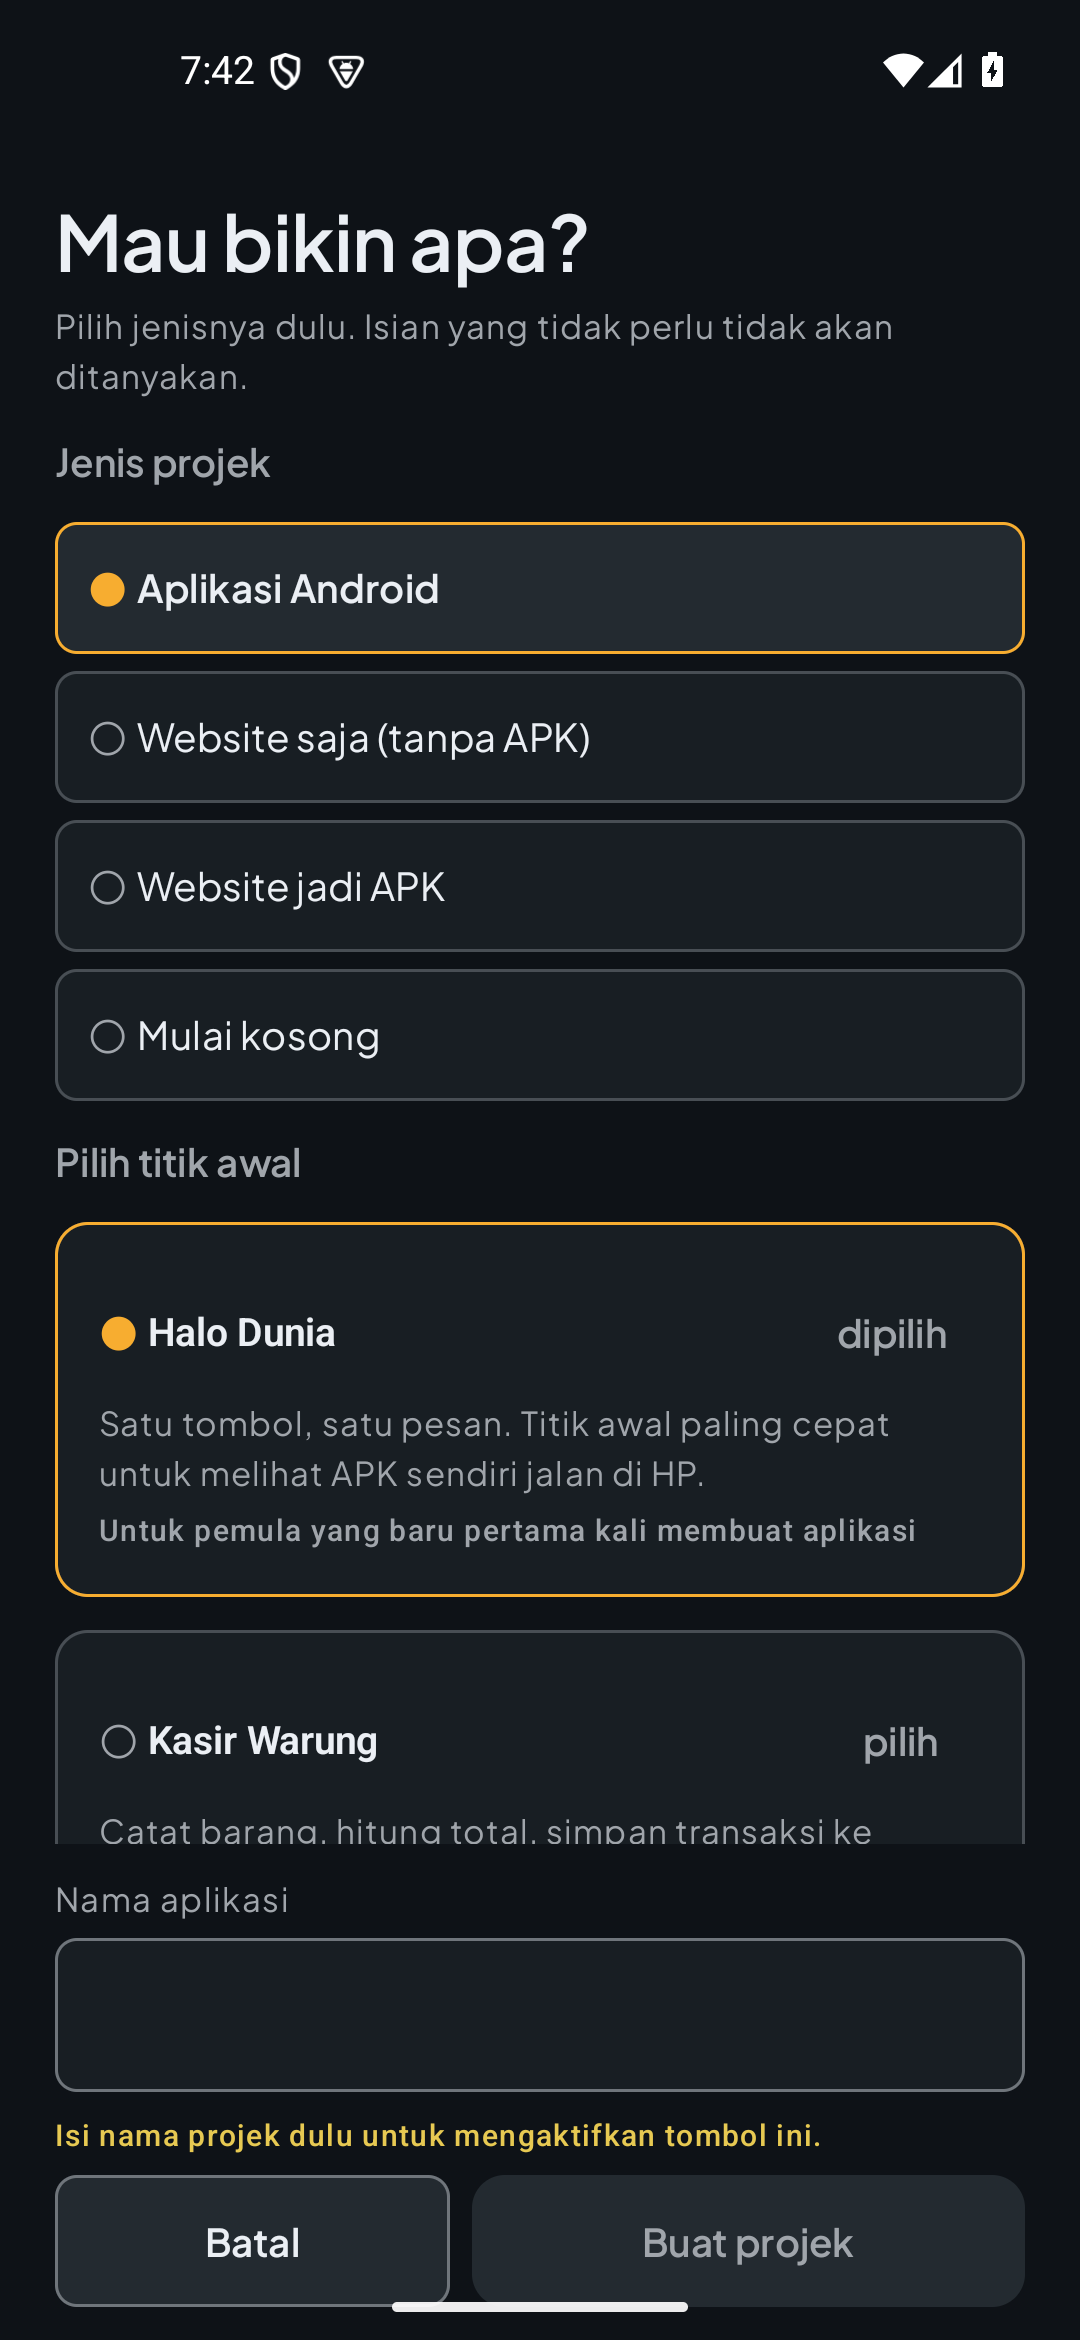 7:42
Mau bikin apa?
Pilih jenisnya dulu. Isian yang tidak perlu tidak akan
ditanyakan.
Jenis projek
Aplikasi Android
Website saja (tanpa APK)
Website jadi APK
Mulai kosong
Pilih titik awal
Halo Dunia
dipilih
Satu tombol, satu pesan. Titik awal paling cepat
untuk melihat APK sendiri jalan di HP.
Untuk pemula yang baru pertama kali membuat aplikasi
Kasir Warung
pilih
Catat barang, hitung total, simpan transaksi ke
Nama aplikasi
Isi nama projek dulu untuk mengaktifkan tombol ini.
Batal
Buat projek